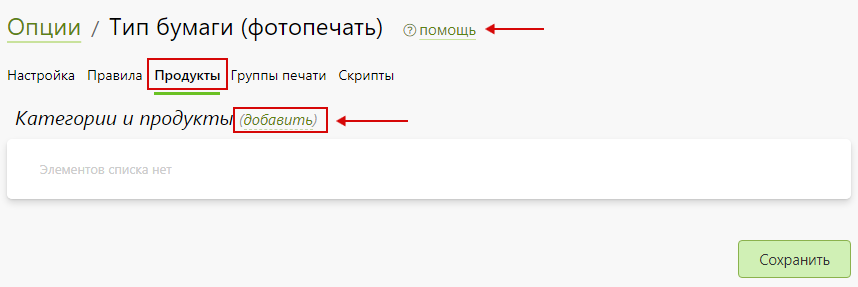 Опции / Тип бумаги (фотопечать) ? помощь
Настройка Правила Продукты Группы печати Скрипты
Категории и продукты (добавить)
Элементов списка нет
Сохранить